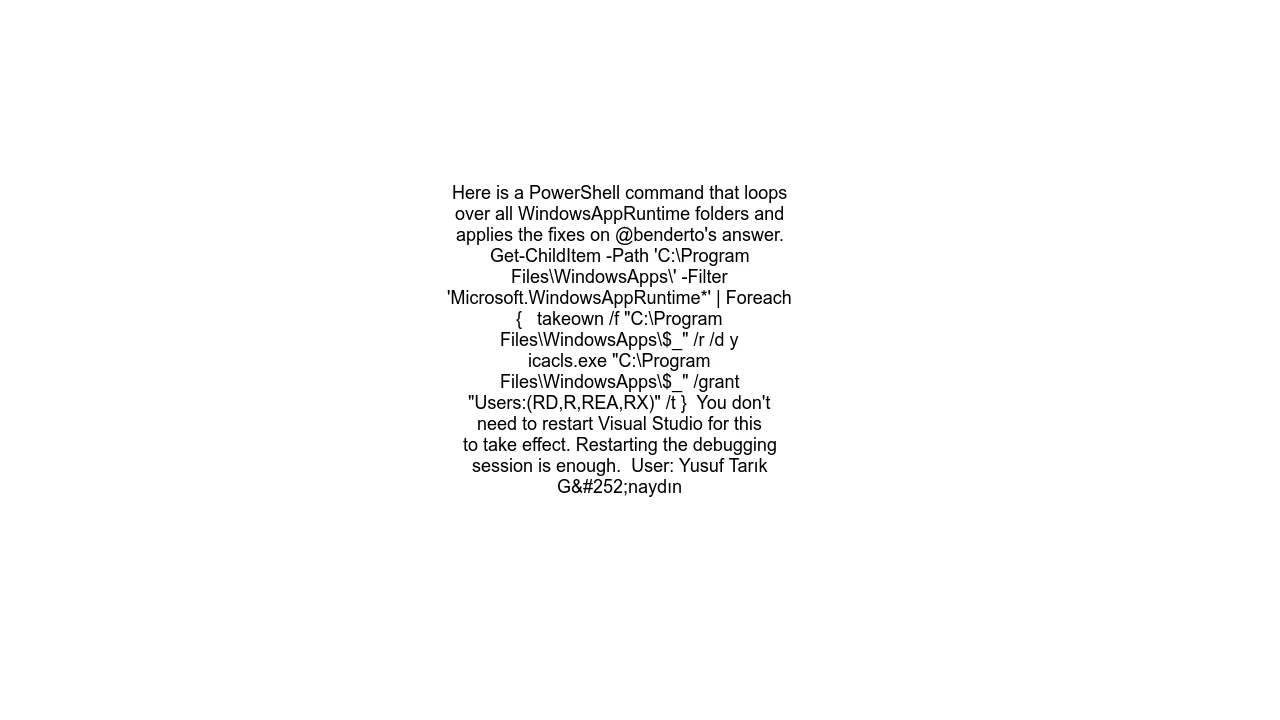 Here is a PowerShell command that loops
over all WindowsAppRuntime folders and
applies the fixes on @benderto's answer.
Get-ChildItem -Path 'C:\Program
Files\WindowsApps\' -Filter
'Microsoft.WindowsAppRuntime*' | Foreach
{   takeown /f "C:\Program
Files\WindowsApps\$_" /r /d y
icacls.exe "C:\Program
Files\WindowsApps\$_" /grant
"Users:(RD,R,REA,RX)" /t }  You don't
need to restart Visual Studio for this
to take effect. Restarting the debugging
session is enough.  User: Yusuf Tarık
G&#252;naydın